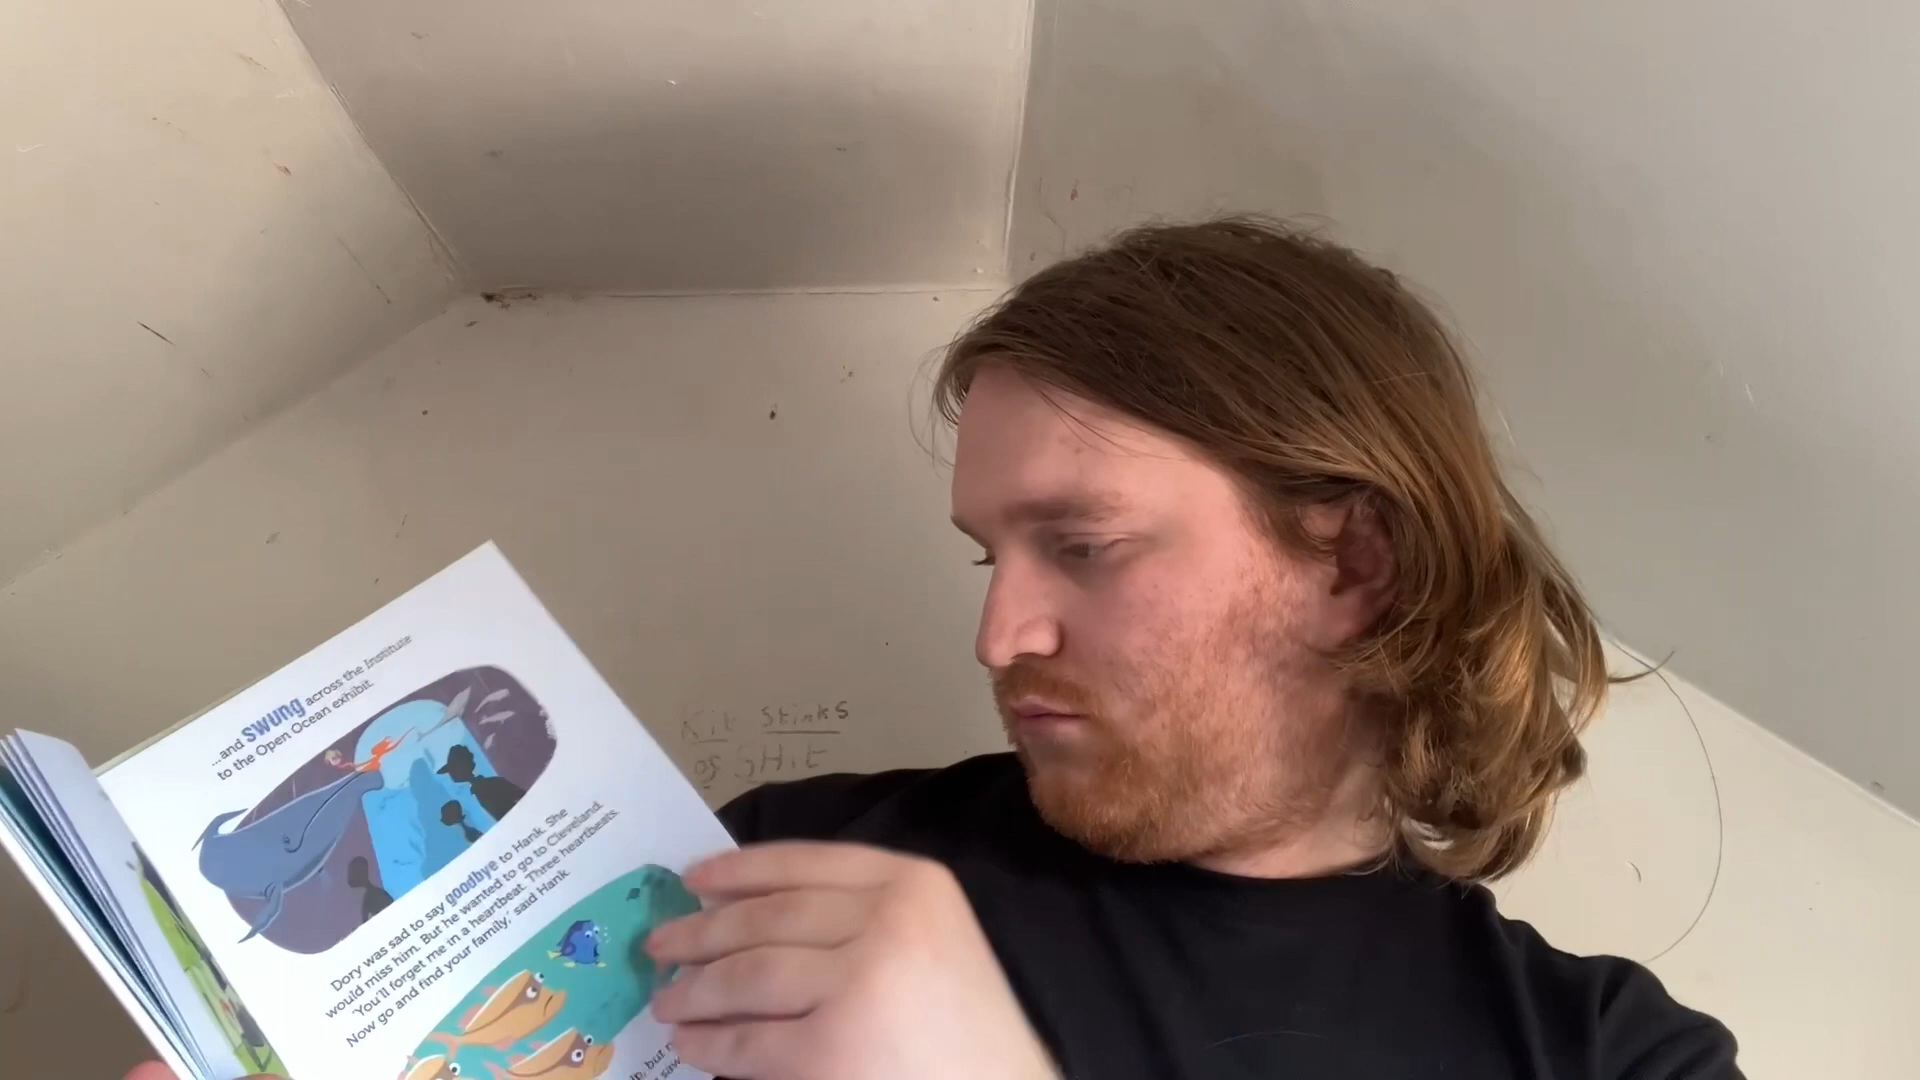 ...and swung across the Institute
to the Open Ocean exhibit.
Dory was sad to say goodbye to Hank. She
would miss him. But he wanted to go to Cleveland.
'You'll forget me in a heartbeat. Three heartbeats.
Now go and find your family,' said Hank.
but
saw
Kit Stinks
of SHit